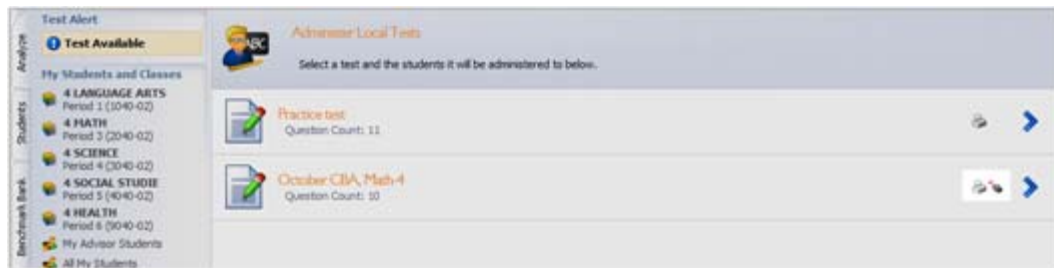 Analyze
Students
Benchmark Bank
Test Alert
Test Available
My Students and Classes
4 LANGUAGE ARTS
Period 1 (1040-02)
4 MATH
Period 3 (2040-02)
4 SCIENCE
Period 4 (3040-02)
4 SOCIAL STUDIE
Period 5 (4040-02)
4 HEALTH
Period 6 (9040-02)
My Advisor Students
All My Students
ABC
Administer Local Tests
Select a test and the students it will be administered to below.
Practice test
Question Count: 11
October CBA, Math-4
Question Count: 10